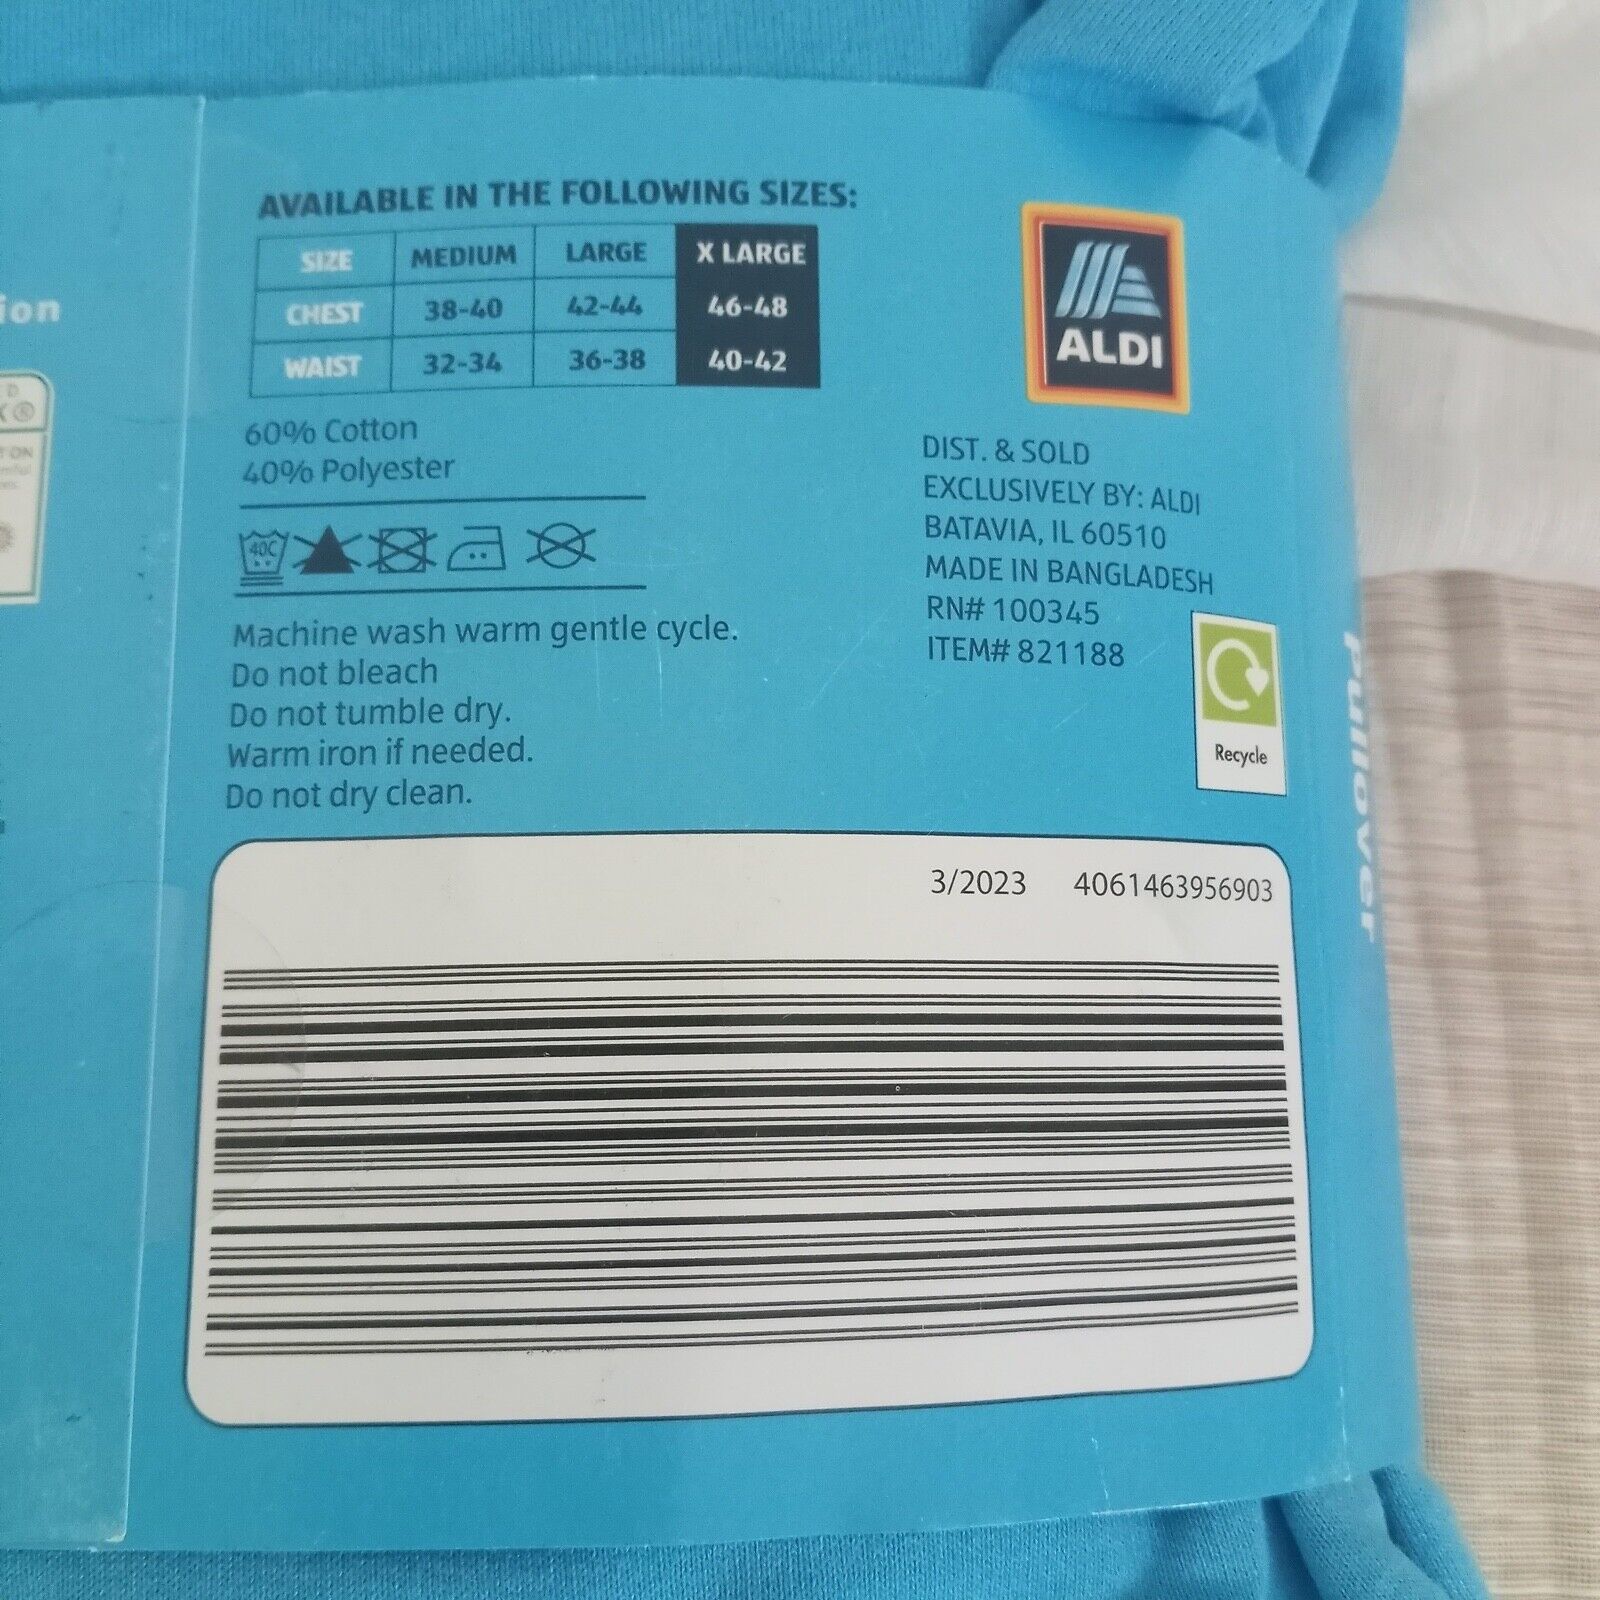 AVAILABLE IN THE FOLLOWING SIZES:
SIZE MEDIUM LARGE X LARGE
CHEST 38-40 42-44 46-48
WAIST 32-34 36-38 40-42
60% Cotton
40% Polyester
40C
Machine wash warm gentle cycle.
Do not bleach
Do not tumble dry.
Warm iron if needed.
Do not dry clean.
ALDI
DIST. & SOLD
EXCLUSIVELY BY: ALDI
BATAVIA, IL 60510
MADE IN BANGLADESH
RN# 100345
ITEM# 821188
Recycle
3/2023 4061463956903
Pullover